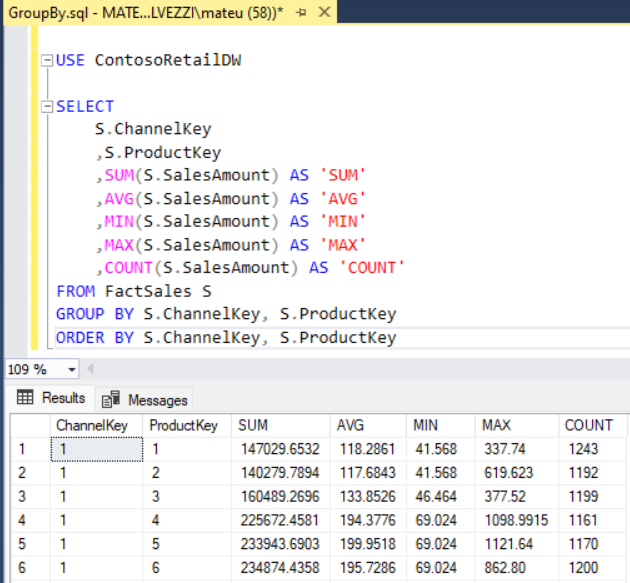 GroupBy.sql - MATE...LVEZZI\mateu (58))*
USE ContosoRetailDW
SELECT
S.ChannelKey
,S.ProductKey
,SUM(S.SalesAmount) AS 'SUM'
,AVG(S.SalesAmount) AS 'AVG'
,MIN(S.SalesAmount) AS 'MIN'
,MAX(S.SalesAmount) AS 'MAX'
,COUNT(S.SalesAmount) AS 'COUNT'
FROM FactSales S
GROUP BY S.ChannelKey, S.ProductKey
ORDER BY S.ChannelKey, S.ProductKey
109 %
Results Messages
ChannelKey ProductKey SUM AVG MIN MAX COUNT
1 1 1 147029.6532 118.2861 41.568 337.74 1243
2 1 2 140279.7894 117.6843 41.568 619.623 1192
3 1 3 160489.2696 133.8526 46.464 377.52 1199
4 1 4 225672.4581 194.3776 69.024 1098.9915 1161
5 1 5 233943.6903 199.9518 69.024 1121.64 1170
6 1 6 234874.4358 195.7286 69.024 862.80 1200